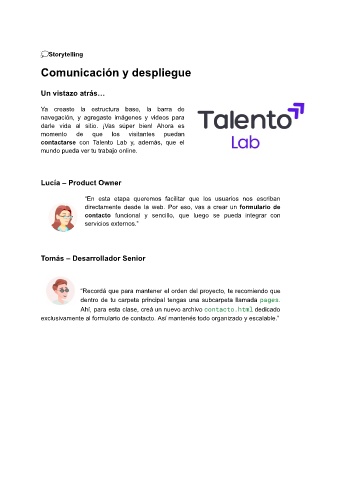 💭Storytelling
Comunicación y despliegue
Un vistazo atrás…
Ya creaste la estructura base, la barra de
navegación, y agregaste imágenes y videos para
darle vida al sitio. ¡Vas súper bien! Ahora es
momento de que los visitantes puedan
contactarse con Talento Lab y, además, que el
mundo pueda ver tu trabajo online.
Talento
Lab
Lucía – Product Owner
“En esta etapa queremos facilitar que los usuarios nos escriban
directamente desde la web. Por eso, vas a crear un formulario de
contacto funcional y sencillo, que luego se pueda integrar con
servicios externos.”
Tomás – Desarrollador Senior
“Recordá que para mantener el orden del proyecto, te recomiendo que
dentro de tu carpeta principal tengas una subcarpeta llamada pages.
Ahí, para esta clase, creá un nuevo archivo contacto.html dedicado
exclusivamente al formulario de contacto. Así mantenés todo organizado y escalable.”